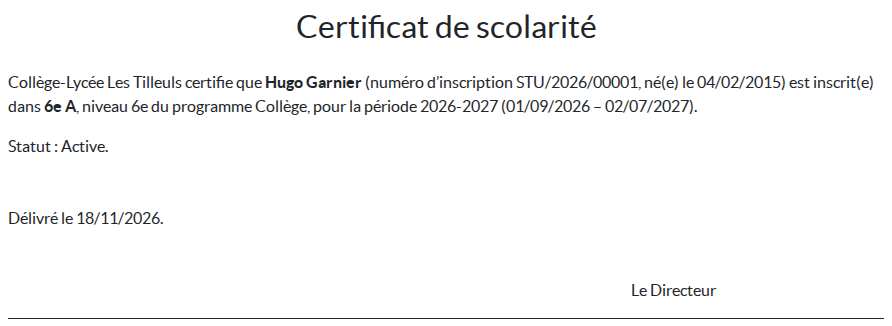 Certificat de scolarité
Collège-Lycée Les Tilleuls certifie que Hugo Garnier (numéro d’inscription STU/2026/00001, né(e) le 04/02/2015) est inscrit(e)
dans 6e A, niveau 6e du programme Collège, pour la période 2026-2027 (01/09/2026 – 02/07/2027).
Statut : Active.
Délivré le 18/11/2026.
Le Directeur